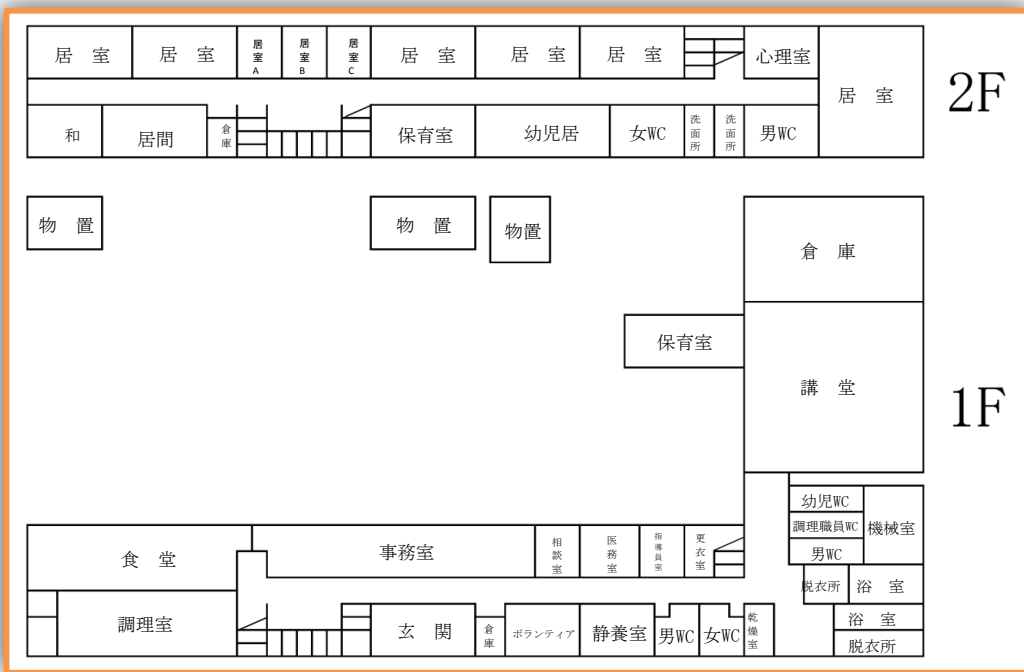 居 室
居 室
居室A
居室B
居室C
居 室
居 室
居 室
心理室
居 室
2F
和
居間
倉庫
保育室
幼児居
女WC
洗面所
洗面所
男WC
物 置
物 置
物置
倉 庫
保育室
講 堂
1F
幼児WC
調理職員WC
男WC
機械室
食 堂
事務室
相談室
医務室
指導員室
更衣室
脱衣所
浴 室
調理室
玄 関
倉庫
ボランティア
静養室
男WC
女WC
乾燥室
浴 室
脱衣所